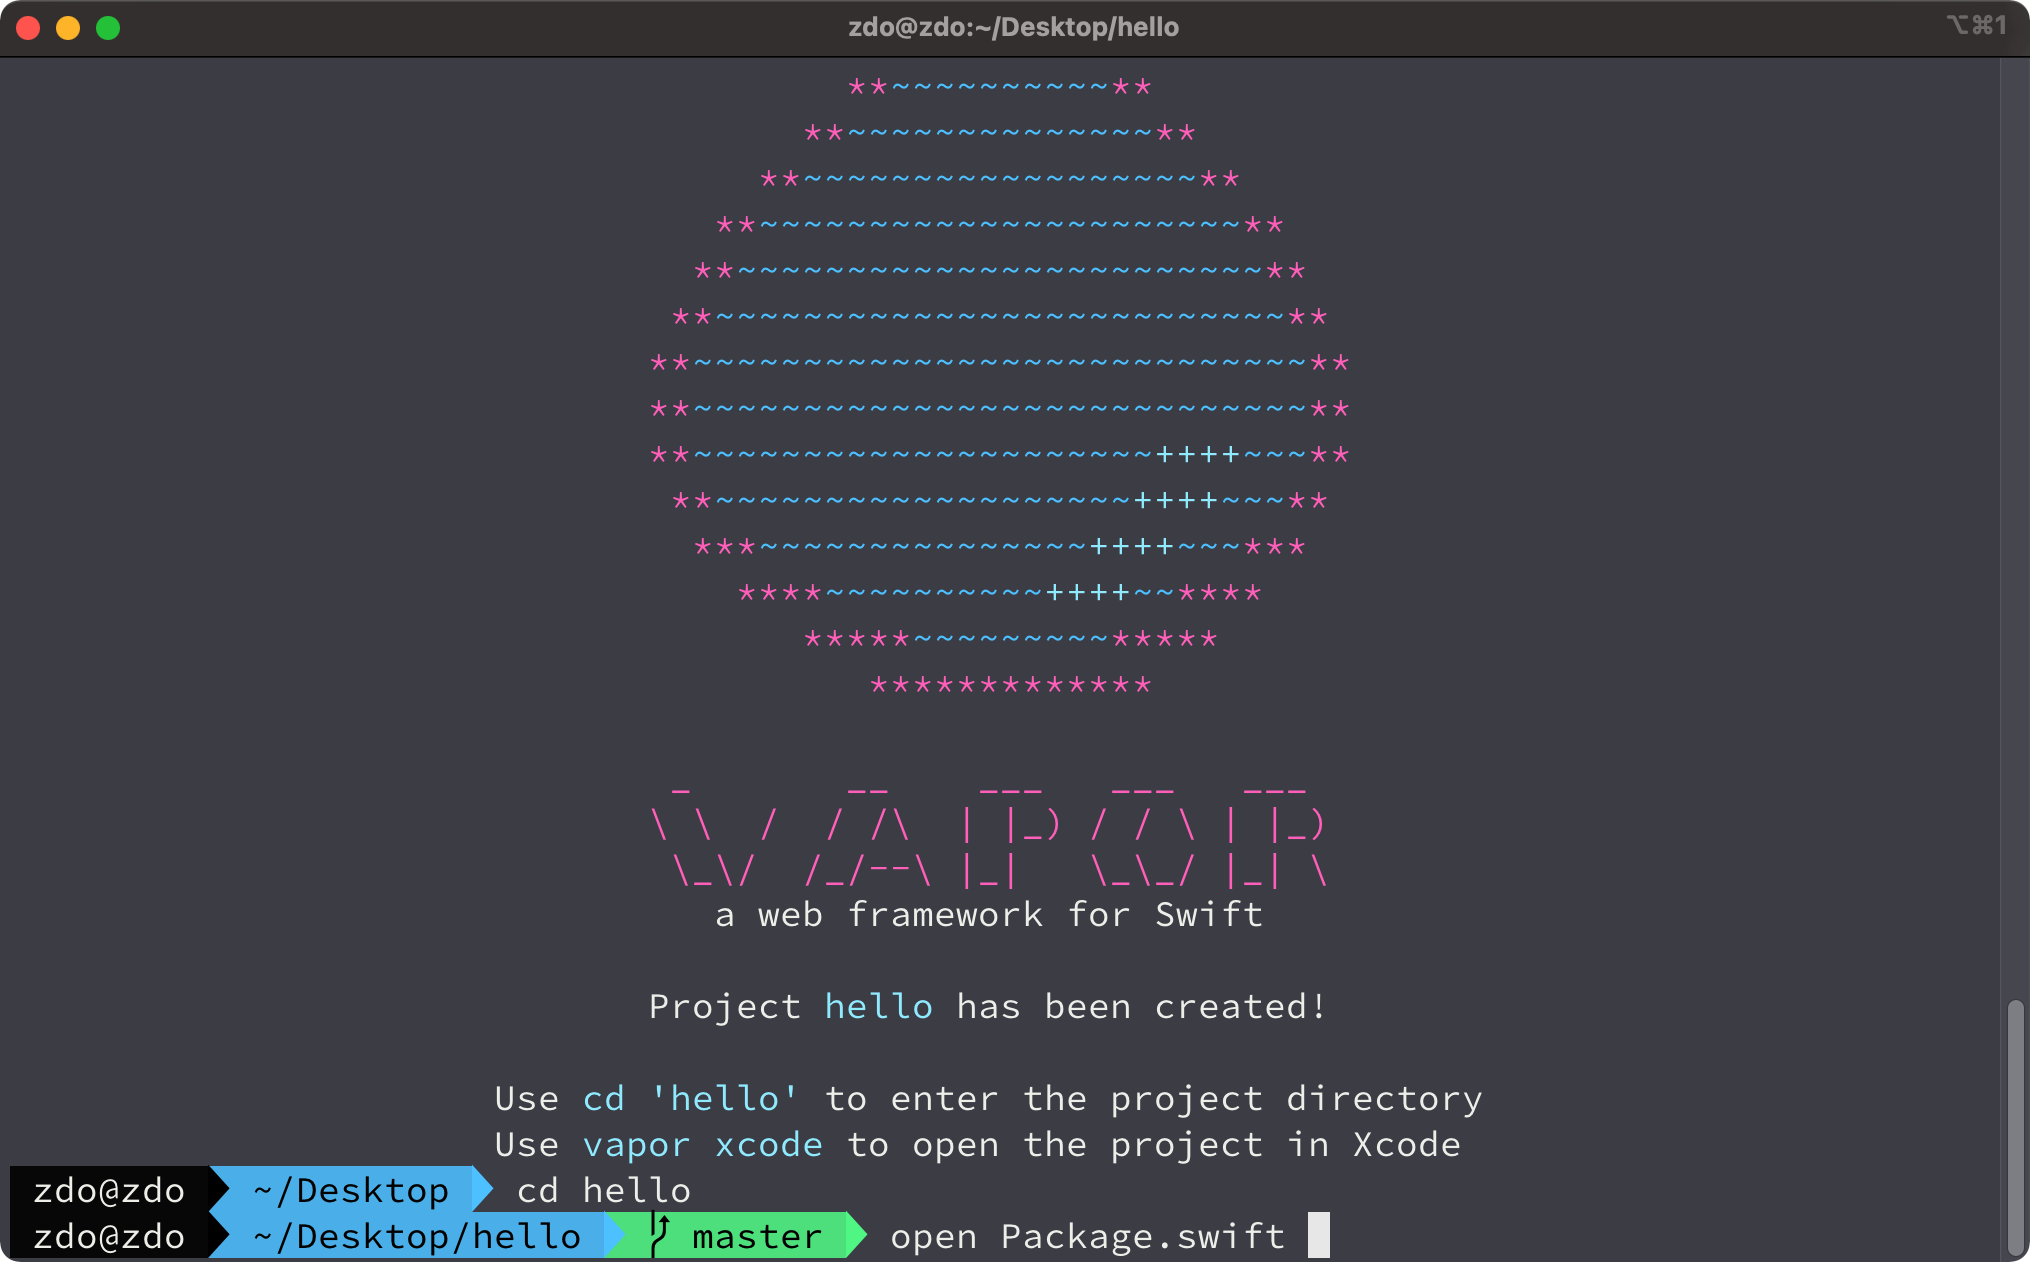 zdo@zdo:~/Desktop/hello ⌥⌘1
**~~~~~~~~~~**
**~~~~~~~~~~~~~~**
**~~~~~~~~~~~~~~~~~~**
**~~~~~~~~~~~~~~~~~~~~~~**
**~~~~~~~~~~~~~~~~~~~~~~~~**
**~~~~~~~~~~~~~~~~~~~~~~~~~~**
**~~~~~~~~~~~~~~~~~~~~~~~~~~~~**
**~~~~~~~~~~~~~~~~~~~~~~~~~~~~**
**~~~~~~~~~~~~~~~~~~~~~++++~~~**
**~~~~~~~~~~~~~~~~~~~++++~~~**
***~~~~~~~~~~~~~~~++++~~~***
****~~~~~~~~~~++++~~****
*****~~~~~~~~~*****
*************
 _       __    ___   ___   ___
\ \  /  / /\  | |_) / / \ | |_)
 \_\/  /_/--\ |_|   \_\_/ |_| \
a web framework for Swift
Project hello has been created!
Use cd 'hello' to enter the project directory
Use vapor xcode to open the project in Xcode
zdo@zdo ~/Desktop cd hello
zdo@zdo ~/Desktop/hello master open Package.swift